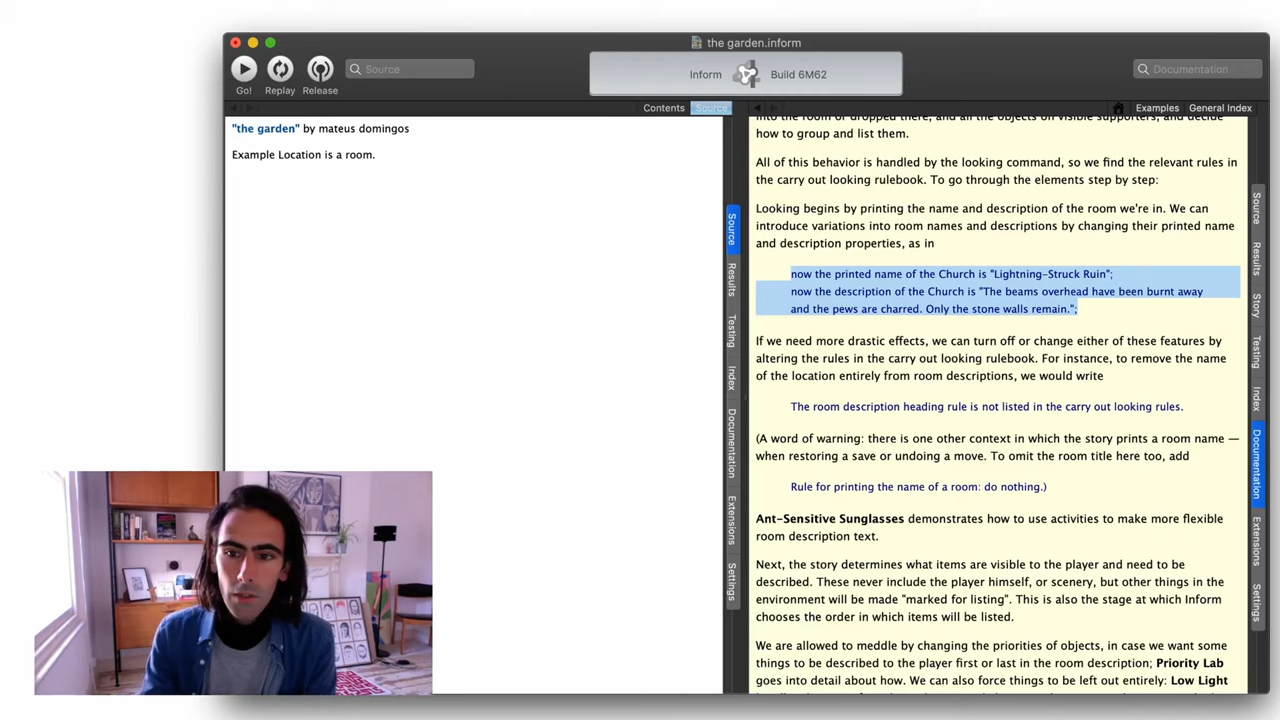 the garden.inform
Source
Inform Build 6M62
Documentation
Go! Replay Release
Contents Source
Examples General Index
"the garden" by mateus domingos
Example Location is a room.
Source
Results
Testing
Index
Documentation
Extensions
Settings
into the room or dropped there, and all the objects on visible supporters, and decide
how to group and list them.
All of this behavior is handled by the looking command, so we find the relevant rules in
the carry out looking rulebook. To go through the elements step by step:
Looking begins by printing the name and description of the room we're in. We can
introduce variations into room names and descriptions by changing their printed name
and description properties, as in
now the printed name of the Church is "Lightning-Struck Ruin";
now the description of the Church is "The beams overhead have been burnt away
and the pews are charred. Only the stone walls remain.";
If we need more drastic effects, we can turn off or change either of these features by
altering the rules in the carry out looking rulebook. For instance, to remove the name
of the location entirely from room descriptions, we would write
The room description heading rule is not listed in the carry out looking rules.
(A word of warning: there is one other context in which the story prints a room name —
when restoring a save or undoing a move. To omit the room title here too, add
Rule for printing the name of a room: do nothing.)
Ant-Sensitive Sunglasses demonstrates how to use activities to make more flexible
room description text.
Next, the story determines what items are visible to the player and need to be
described. These never include the player himself, or scenery, but other things in the
environment will be made "marked for listing". This is also the stage at which Inform
chooses the order in which items will be listed.
We are allowed to meddle by changing the priorities of objects, in case we want some
things to be described to the player first or last in the room description; Priority Lab
goes into detail about how. We can also force things to be left out entirely: Low Light
Source
Results
Story
Testing
Index
Documentation
Extensions
Settings